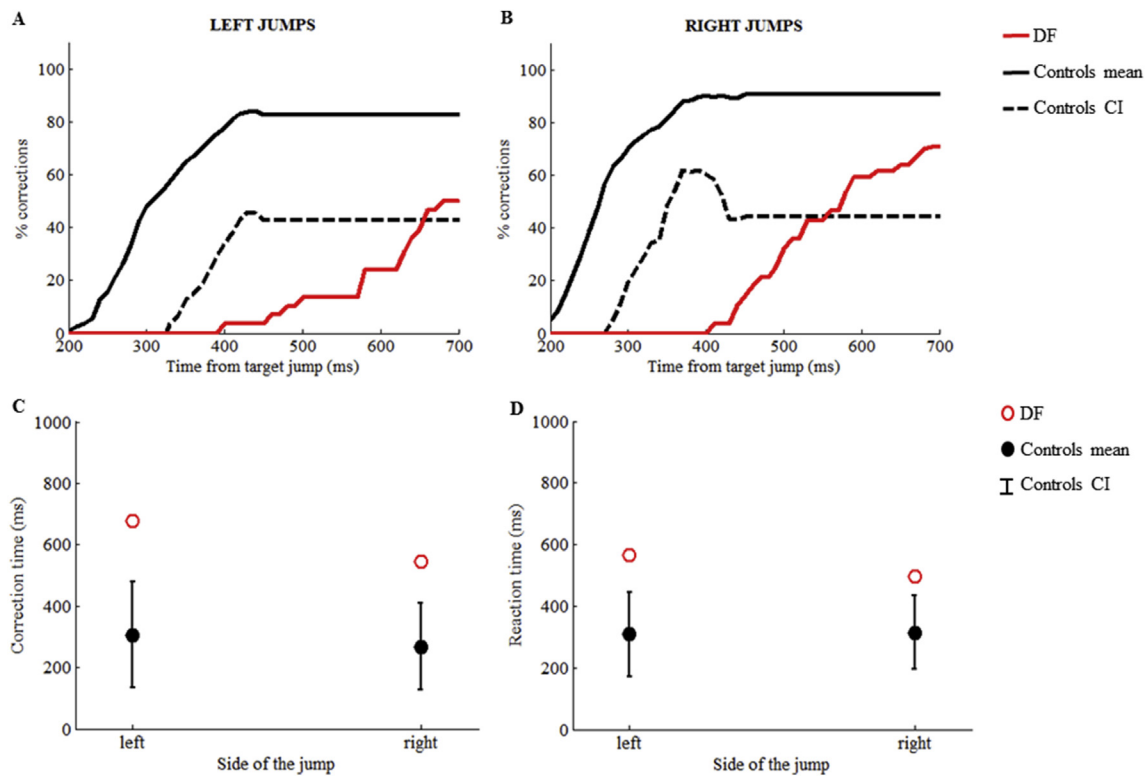 A
LEFT JUMPS
100
80
60
40
20
0
% corrections
200 300 400 500 600 700
Time from target jump (ms)
B
RIGHT JUMPS
100
80
60
40
20
0
% corrections
200 300 400 500 600 700
Time from target jump (ms)
DF
Controls mean
Controls CI
C
1000
800
600
400
200
0
Correction time (ms)
left right
Side of the jump
D
1000
800
600
400
200
0
Reaction time (ms)
left right
Side of the jump
DF
Controls mean
Controls CI